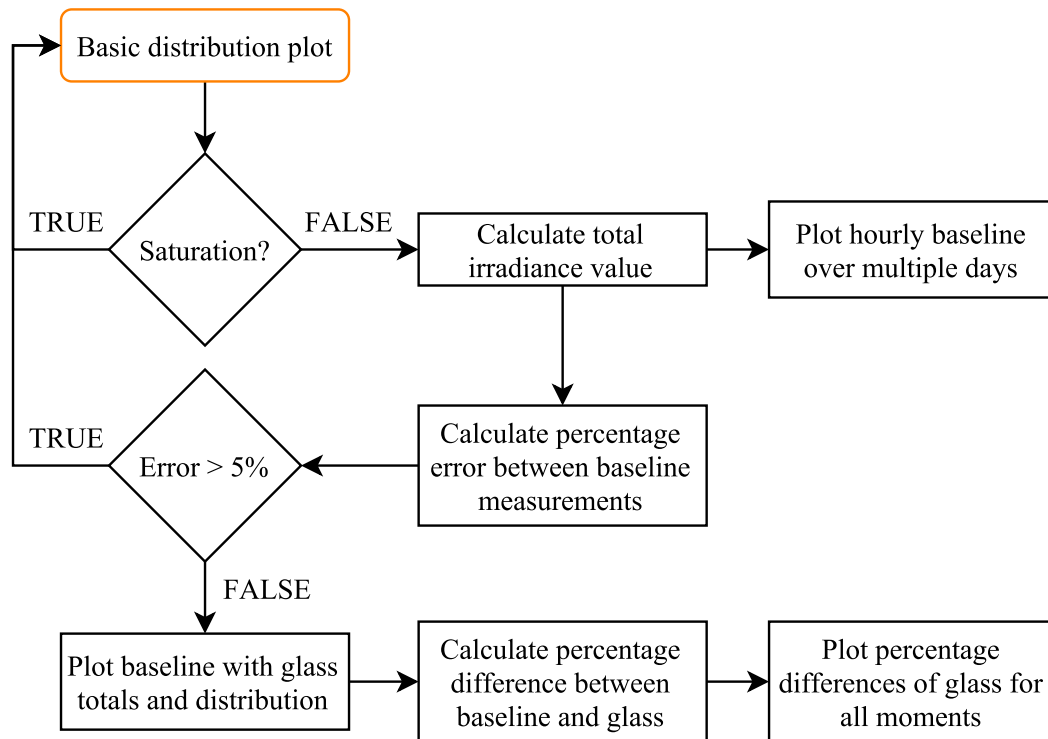 Basic distribution plot
TRUE
FALSE
Saturation?
Calculate total
irradiance value
Plot hourly baseline
over multiple days
TRUE
Error > 5%
Calculate percentage
error between baseline
measurements
FALSE
Plot baseline with glass
totals and distribution
Calculate percentage
difference between
baseline and glass
Plot percentage
differences of glass for
all moments